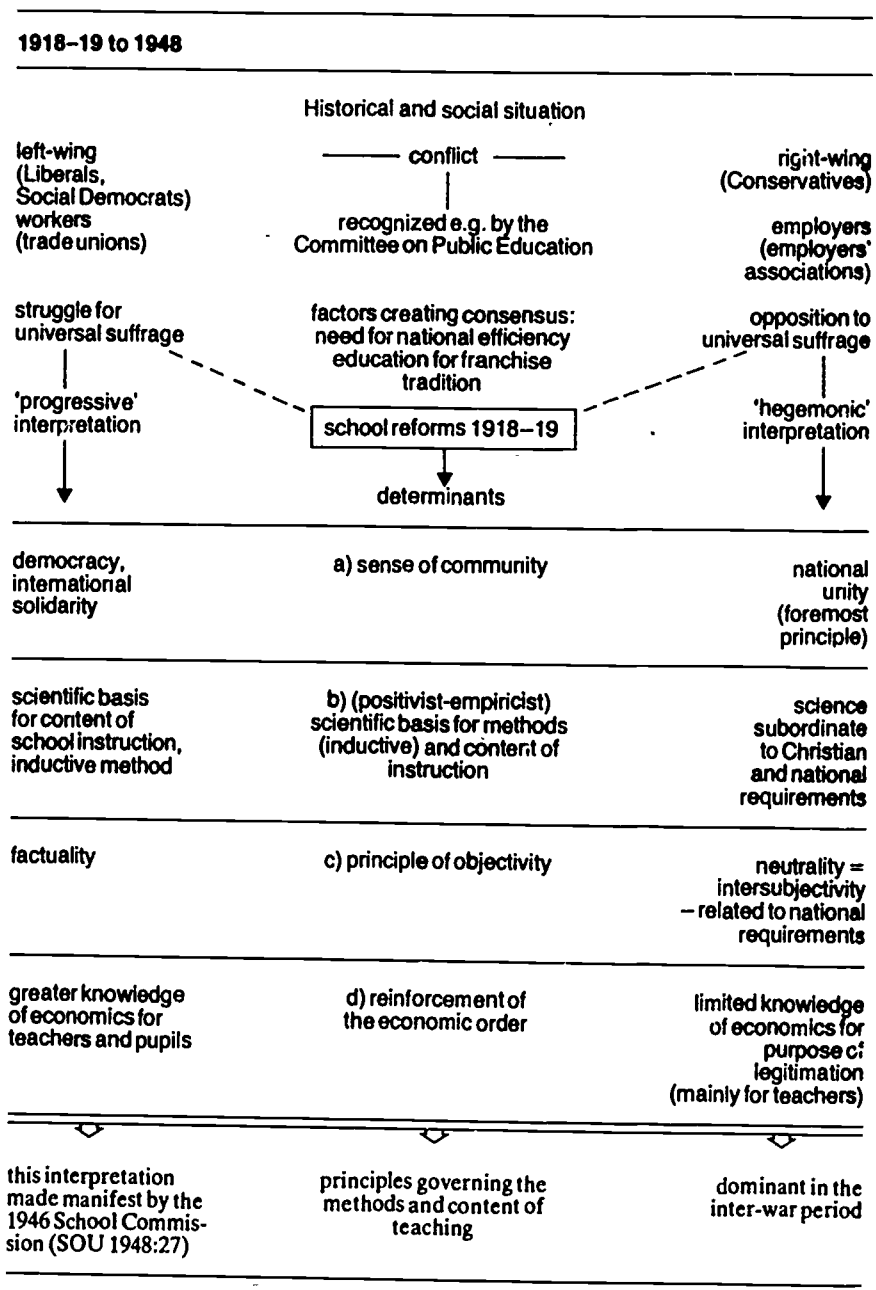 1918–19 to 1948
Historical and social situation
left-wing
(Liberals,
Social Democrats)
workers
(trade unions)
conflict
recognized e.g. by the
Committee on Public Education
right-wing
(Conservatives)
employers
(employers'
associations)
struggle for
universal suffrage
factors creating consensus:
need for national efficiency
education for franchise
tradition
opposition to
universal suffrage
'progressive'
interpretation
school reforms 1918–19
'hegemonic'
interpretation
determinants
democracy,
international
solidarity
a) sense of community
national
unity
(foremost
principle)
scientific basis
for content of
school instruction,
inductive method
b) (positivist-empiricist)
scientific basis for methods
(inductive) and content of
instruction
science
subordinate
to Christian
and national
requirements
factuality
c) principle of objectivity
neutrality =
intersubjectivity
– related to national
requirements
greater knowledge
of economics for
teachers and pupils
d) reinforcement of
the economic order
limited knowledge
of economics for
purpose of
legitimation
(mainly for teachers)
this interpretation
made manifest by the
1946 School Commis-
sion (SOU 1948:27)
principles governing the
methods and content of
teaching
dominant in the
inter-war period